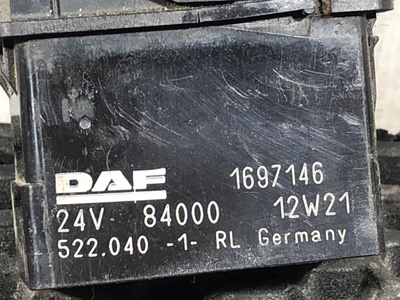 DAF 1697146
24V 84000 12W21
522.040 -1- RL Germany